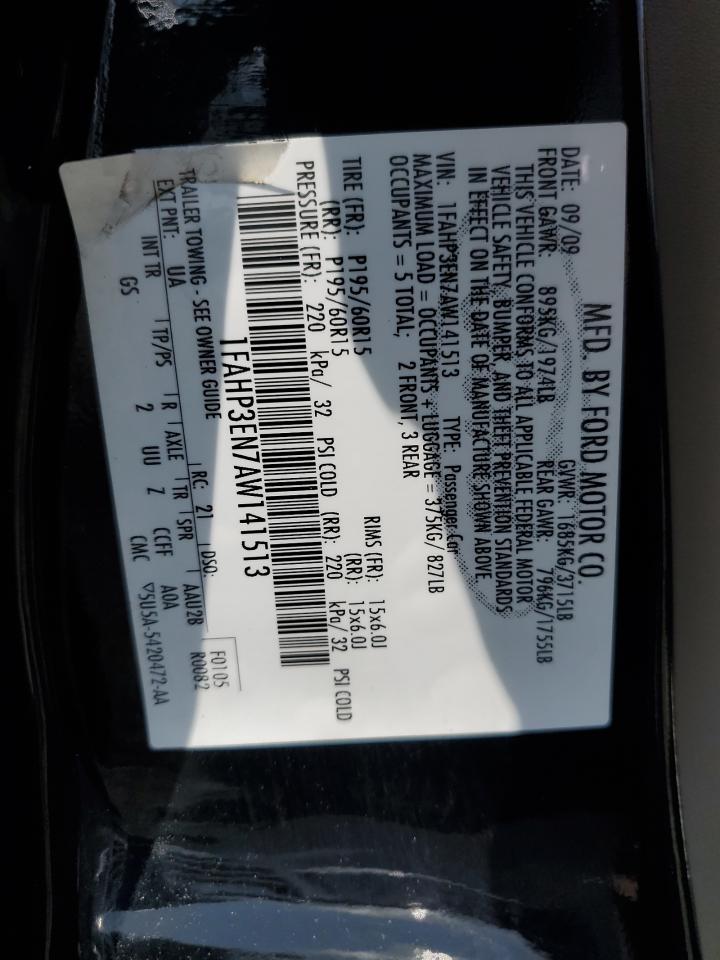 MFD. BY FORD MOTOR CO.
DATE: 09/09 GVWR: 1685KG/3715LB
FRONT GAWR: 895KG/1974LB REAR GAWR: 796KG/1755LB
THIS VEHICLE CONFORMS TO ALL APPLICABLE FEDERAL MOTOR
VEHICLE SAFETY, BUMPER, AND THEFT PREVENTION STANDARDS
IN EFFECT ON THE DATE OF MANUFACTURE SHOWN ABOVE.
VIN: 1FAHP3EN7AW141513 TYPE: Passenger Car
MAXIMUM LOAD = OCCUPANTS + LUGGAGE = 375KG / 827LB
OCCUPANTS = 5 TOTAL; 2 FRONT, 3 REAR
TIRE (FR): P195/60R15 RIMS (FR): 15x6.0J
(RR): P195/60R15 (RR): 15x6.0J
PRESSURE (FR): 220 kPa/ 32 PSI COLD (RR): 220 kPa/ 32 PSI COLD
1FAHP3EN7AW141513
TRAILER TOWING - SEE OWNER GUIDE
F0105
R0082
EXT PNT: UA RC: 21 DSO: AAU2B
INT TR TP/PS R AXLE TR SPR AOA
GS 2 UU Z CCFF
CMC ▽5U5A-5420472-AA